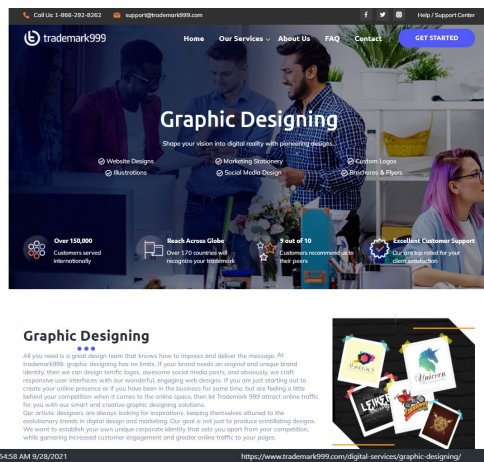 Call Us: 1-866-292-8262 support@trademark999.com Help / Support Center
trademark999 Home Our Services About Us FAQ Contact GET STARTED
Graphic Designing
Shape your vision into digital reality with pioneering designs.
Website Designs Marketing Stationery Custom Logos
Illustrations Social Media Design Brochures & Flyers
Over 150,000 Reach Across Globe 9 out of 10 Excellent Customer Support
Customers served Over 170 countries will Customers recommend us to Our are top rated for your
internationally recognize your trademark their peers client satisfaction
Graphic Designing
All you need is a great design team that knows how to impress and deliver the message. At
trademark999, graphic designing has no limits. If your brand needs an original and unique brand
identity, then we can design terrific logos, awesome social media posts, and obviously, we craft
responsive user interfaces with our wonderful, engaging web designs. If you are just starting out to
create your online presence or if you have been in the business for some time, but are feeling a little
behind your competition when it comes to the online space, then let Trademark 999 attract online traffic
for you with our smart and creative graphic designing solutions.
Our artistic designers are always looking for inspirations, keeping themselves attuned to the
evolutionary trends in digital design and marketing. Our goal is not just to produce scintillating designs.
We want to establish your own unique corporate identity that sets you apart from your competition,
while garnering increased customer engagement and greater online traffic to your pages.
Unicorn
54:58 AM 9/28/2021 https://www.trademark999.com/digital-services/graphic-designing/